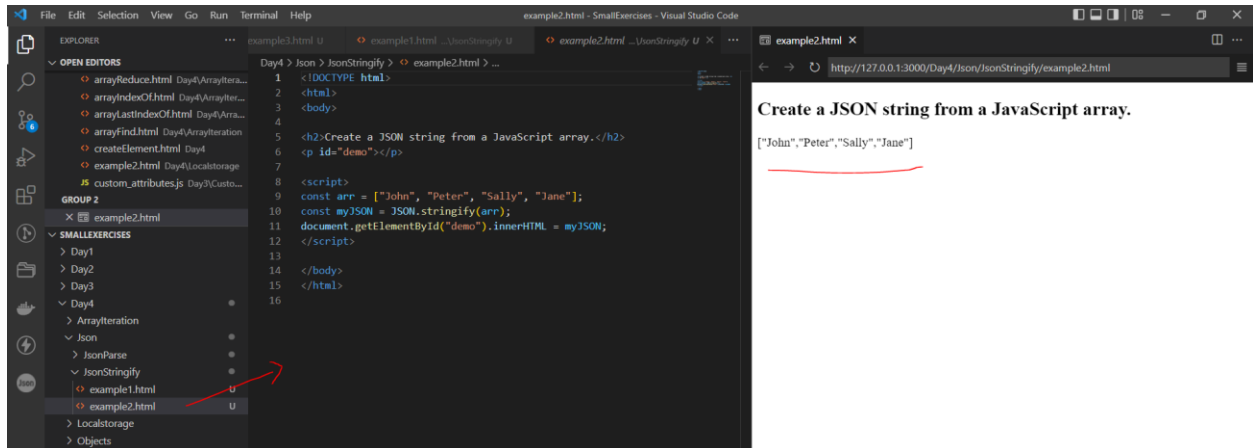 File Edit Selection View Go Run Terminal Help
example2.html - SmallExercises - Visual Studio Code
EXPLORER
OPEN EDITORS
arrayReduce.html Day4\ArrayItera...
arrayIndexOf.html Day4\ArrayIter...
arrayLastIndexOf.html Day4\Arra...
arrayFind.html Day4\ArrayIteration
createElement.html Day4
example2.html Day4\Localstorage
JS custom_attributes.js Day3\Custo...
GROUP 2
example2.html
SMALLEXERCISES
Day1
Day2
Day3
Day4
ArrayIteration
Json
JsonParse
JsonStringify
example1.html U
example2.html U
Localstorage
Objects
6
Json
example3.html U
example1.html ...\JsonStringify U
example2.html ...\JsonStringify U
Day4 > Json > JsonStringify > example2.html > ...
1 <!DOCTYPE html>
2 <html>
3 <body>
4
5 <h2>Create a JSON string from a JavaScript array.</h2>
6 <p id="demo"></p>
7
8 <script>
9 const arr = ["John", "Peter", "Sally", "Jane"];
10 const myJSON = JSON.stringify(arr);
11 document.getElementById("demo").innerHTML = myJSON;
12 </script>
13
14 </body>
15 </html>
16
example2.html
http://127.0.0.1:3000/Day4/Json/JsonStringify/example2.html
Create a JSON string from a JavaScript array.
["John","Peter","Sally","Jane"]